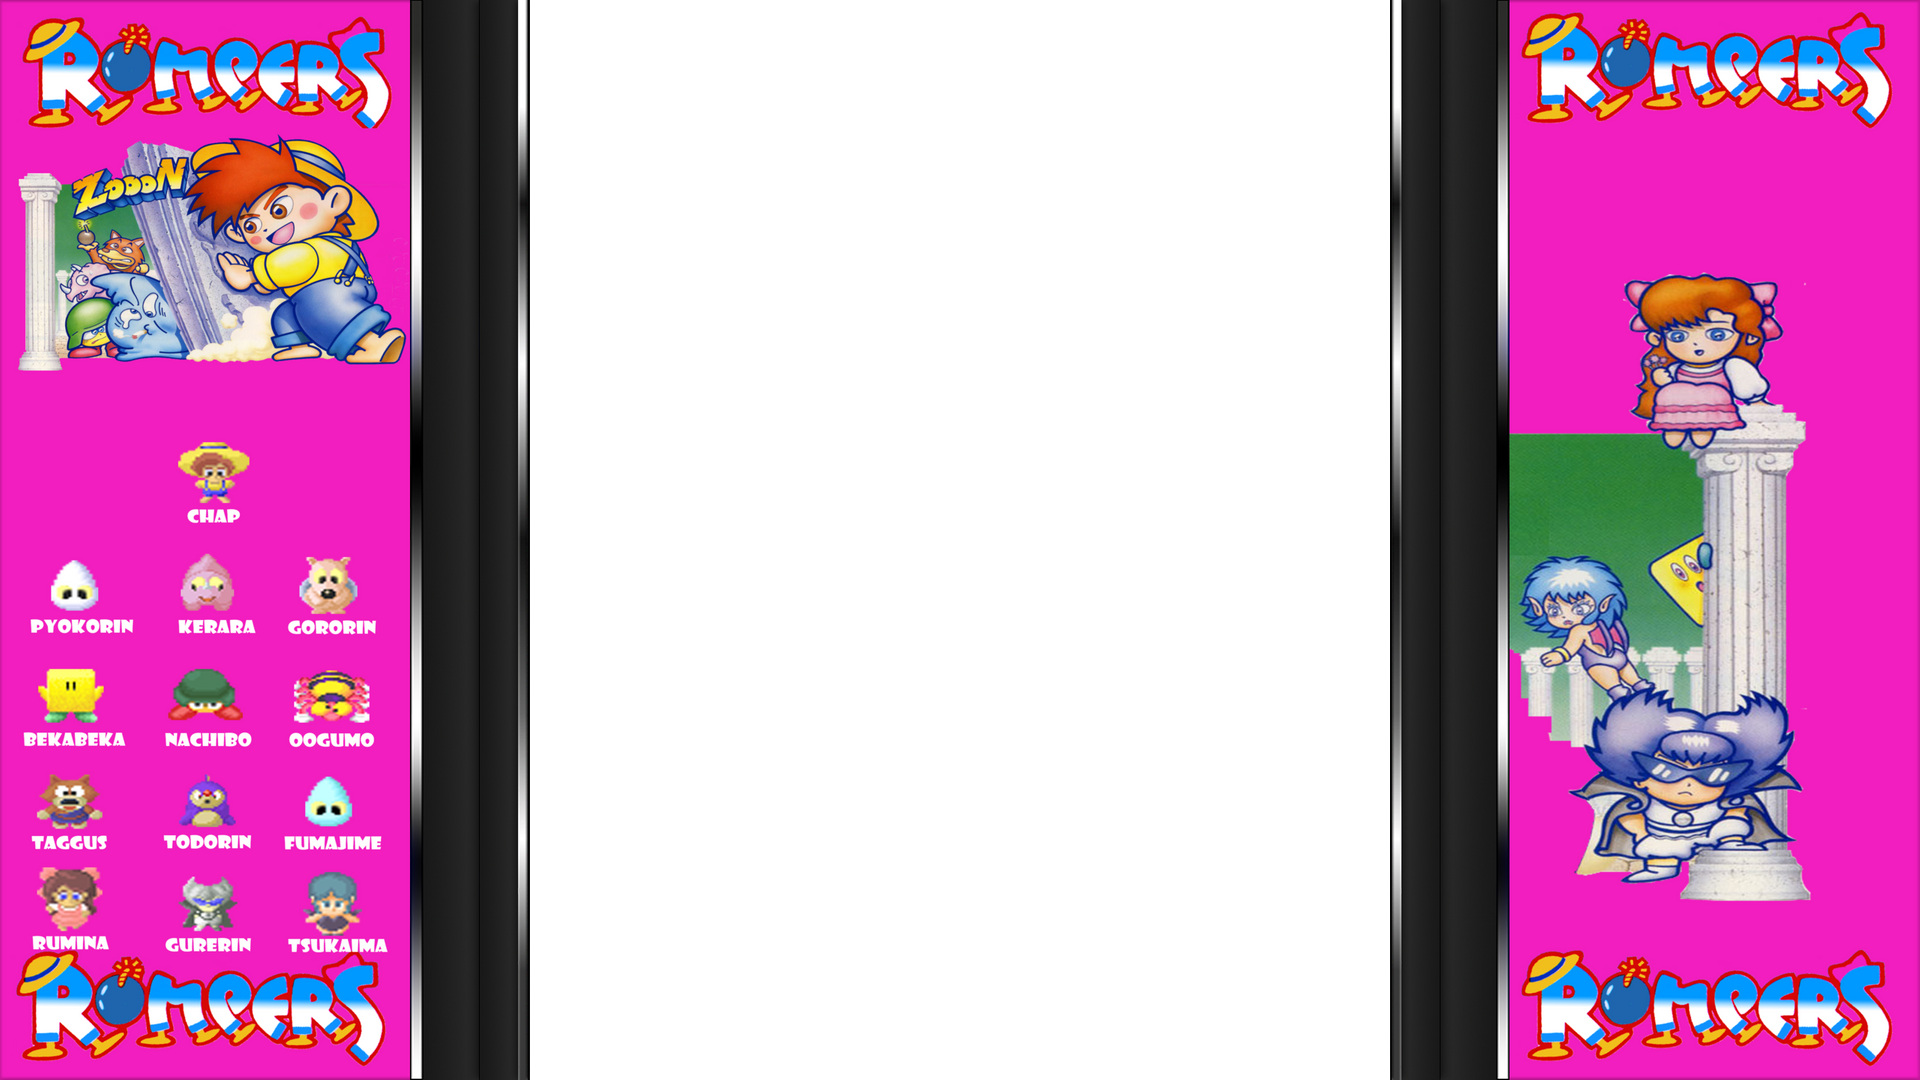 ROMPERS
ZOOON
CHAP
PYOKORIN KERARA GORORIN
BEKABEKA NACHIBO OOGUMO
TAGGUS TODORIN FUMAJIME
RUMINA GURERIN TSUKAIMA
ROMPERS
ROMPERS
ROMPERS